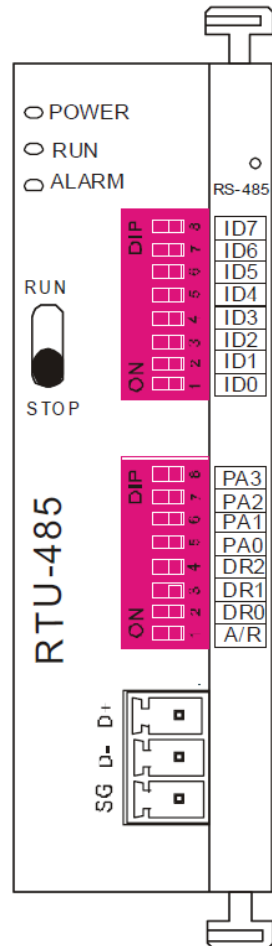 POWER
RUN
ALARM
RS-485
RUN
STOP
DIP
ON
8
7
6
5
4
3
2
1
ID7
ID6
ID5
ID4
ID3
ID2
ID1
ID0
DIP
ON
8
7
6
5
4
3
2
1
PA3
PA2
PA1
PA0
DR2
DR1
DR0
A/R
RTU-485
D+
D-
SG